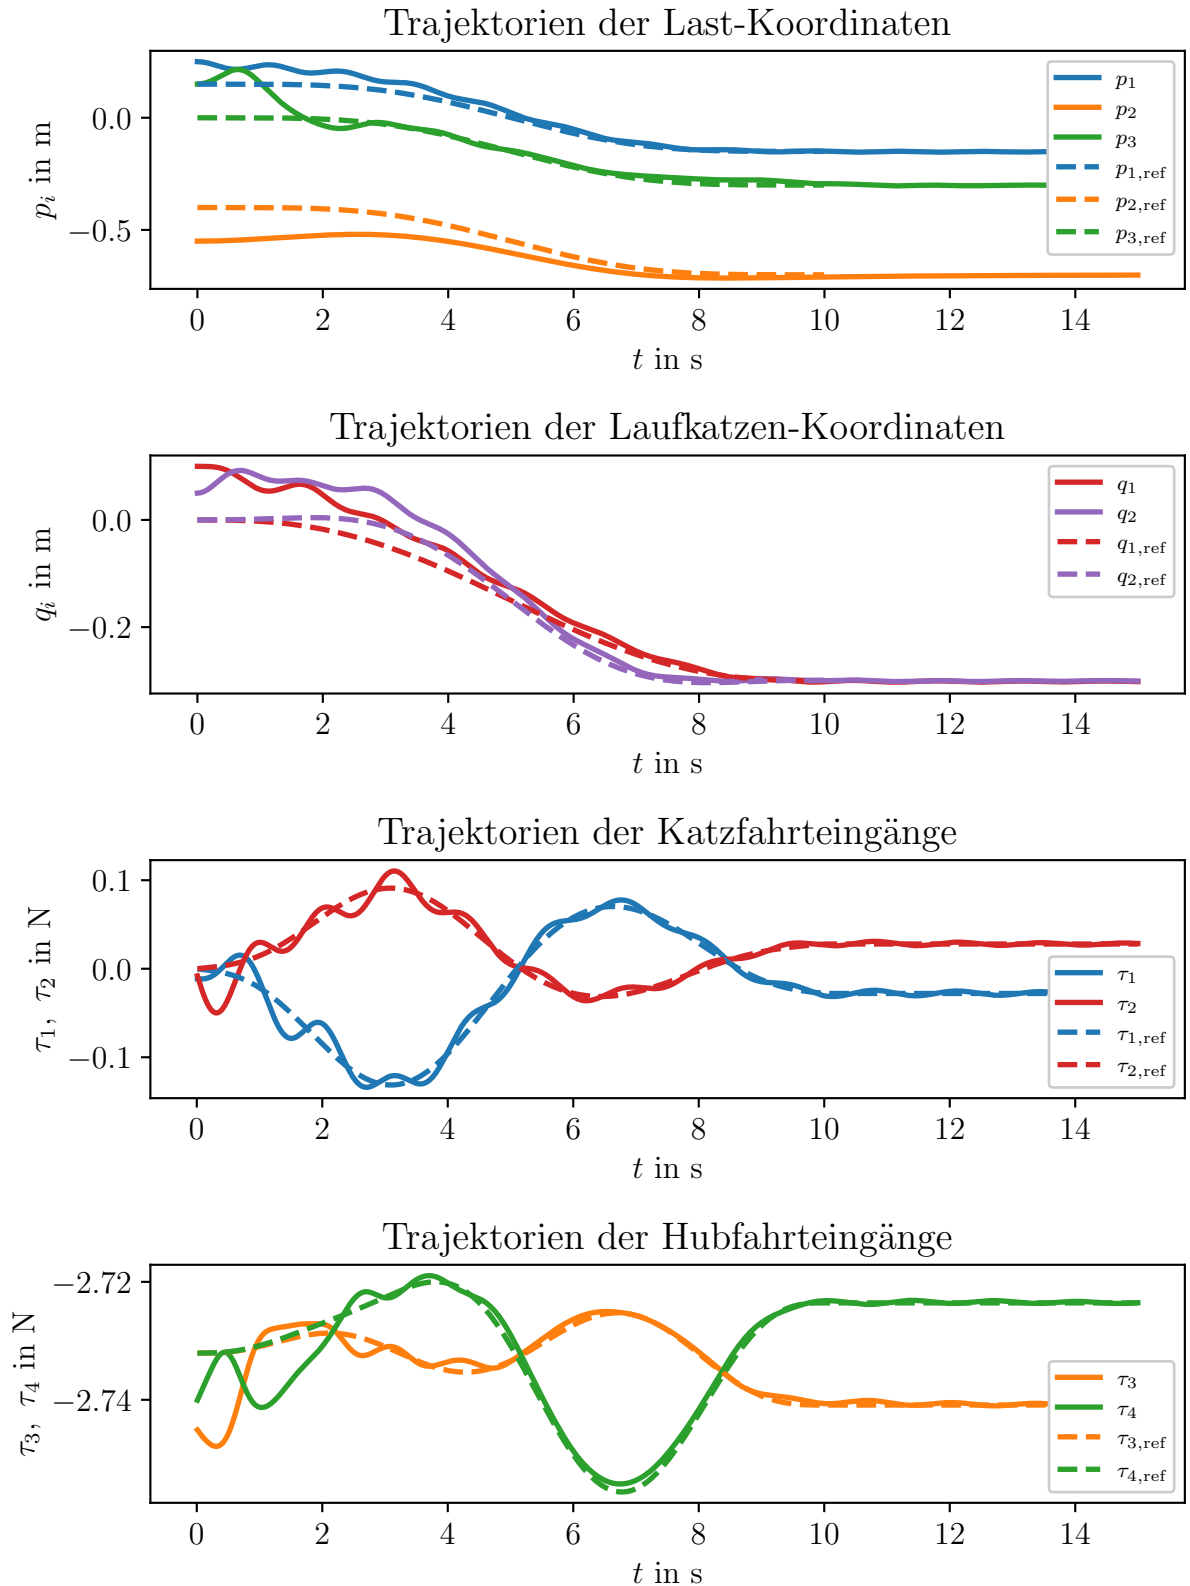 Trajektorien der Last-Koordinaten
0.0
−0.5
p_i in m
p_1
p_2
p_3
p_1,ref
p_2,ref
p_3,ref
0 2 4 6 8 10 12 14
t in s
Trajektorien der Laufkatzen-Koordinaten
0.0
−0.2
q_i in m
q_1
q_2
q_1,ref
q_2,ref
0 2 4 6 8 10 12 14
t in s
Trajektorien der Katzfahrteingänge
0.1
0.0
−0.1
τ_1, τ_2 in N
τ_1
τ_2
τ_1,ref
τ_2,ref
0 2 4 6 8 10 12 14
t in s
Trajektorien der Hubfahrteingänge
−2.72
−2.74
τ_3, τ_4 in N
τ_3
τ_4
τ_3,ref
τ_4,ref
0 2 4 6 8 10 12 14
t in s